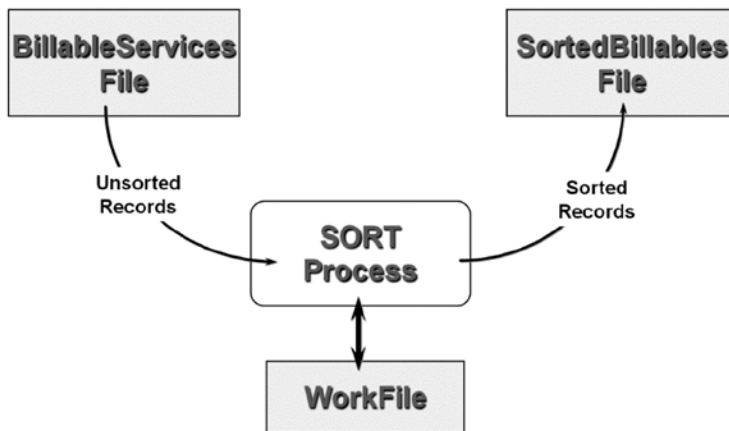 BillableServices
File
SortedBillables
File
Unsorted
Records
Sorted
Records
SORT
Process
WorkFile